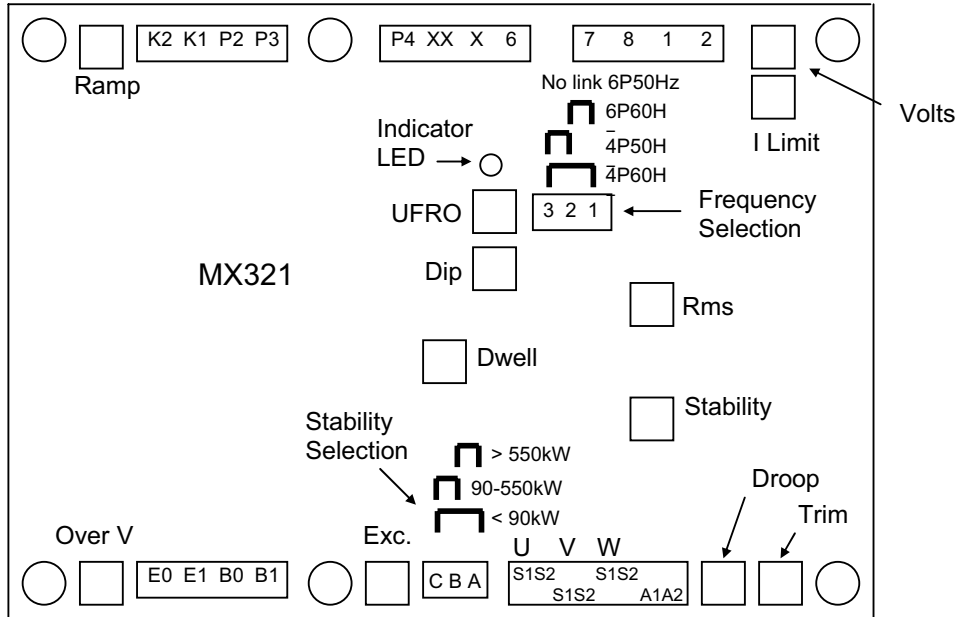 K2 K1 P2 P3
P4 XX X 6
7 8 1 2
Ramp
No link 6P50Hz
6P60H
Volts
Indicator
LED
4P50H
I Limit
4P60H
UFRO
3 2 1
Frequency
Selection
Dip
MX321
Rms
Dwell
Stability
Stability
Selection
> 550kW
90-550kW
Droop
< 90kW
Trim
Over V
Exc.
U V W
E0 E1 B0 B1
C B A
S1S2 S1S2
S1S2 A1A2